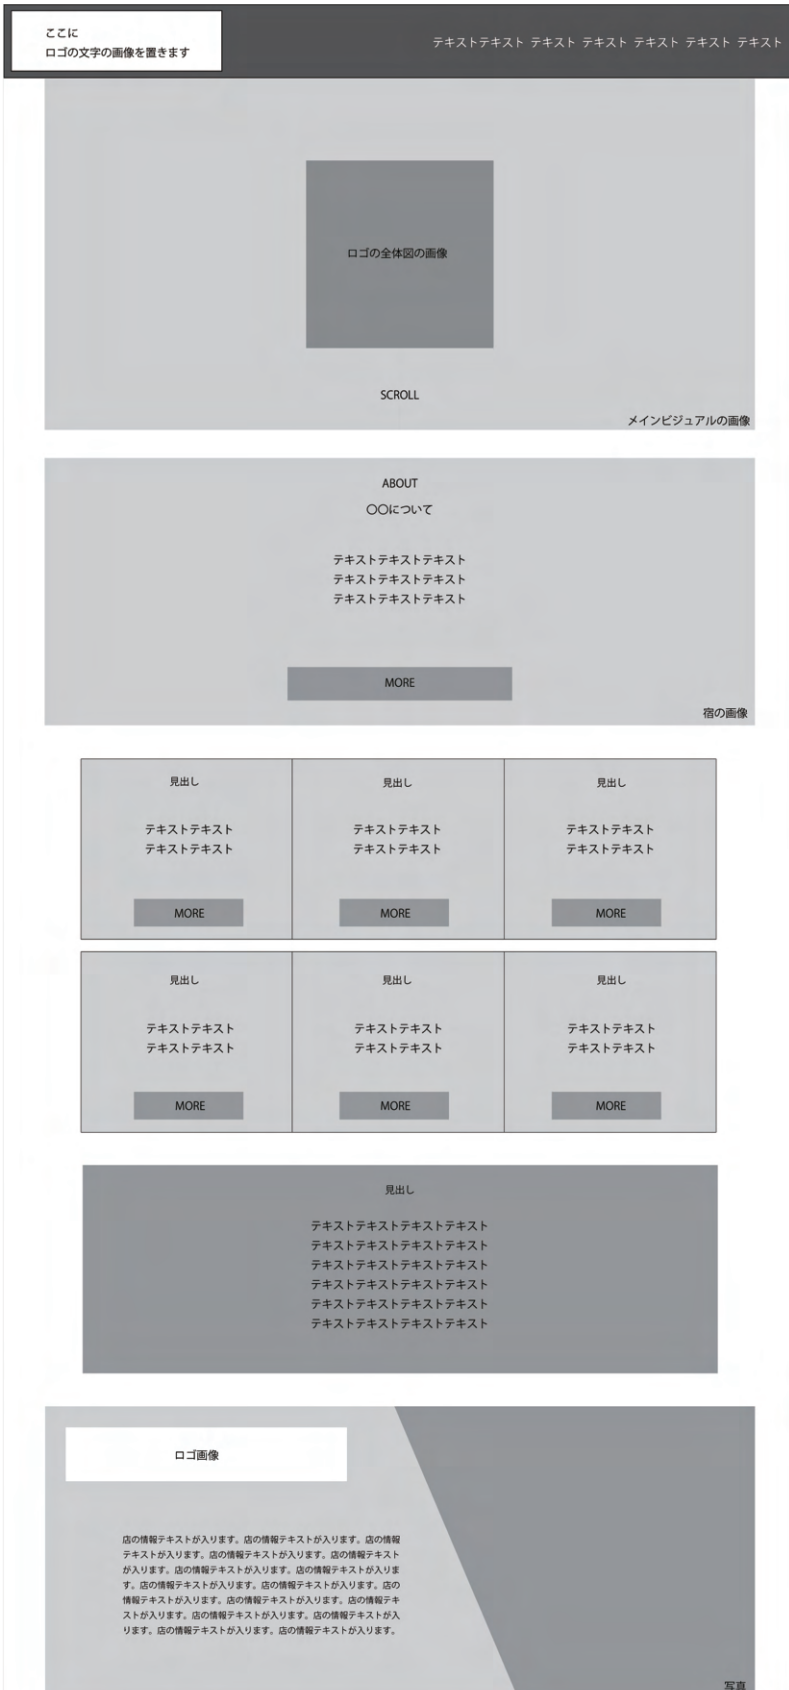 ここに
ロゴの文字の画像を置きます
テキストテキスト テキスト テキスト テキスト テキスト テキスト
ロゴの全体図の画像
SCROLL
メインビジュアルの画像
ABOUT
〇〇について
テキストテキストテキスト
テキストテキストテキスト
テキストテキストテキスト
MORE
宿の画像
見出し 見出し 見出し
テキストテキスト テキストテキスト テキストテキスト
テキストテキスト テキストテキスト テキストテキスト
MORE MORE MORE
見出し 見出し 見出し
テキストテキスト テキストテキスト テキストテキスト
テキストテキスト テキストテキスト テキストテキスト
MORE MORE MORE
見出し
テキストテキストテキストテキスト
テキストテキストテキストテキスト
テキストテキストテキストテキスト
テキストテキストテキストテキスト
テキストテキストテキストテキスト
テキストテキストテキストテキスト
ロゴ画像
店の情報テキストが入ります。店の情報テキストが入ります。店の情報
テキストが入ります。店の情報テキストが入ります。店の情報テキスト
が入ります。店の情報テキストが入ります。店の情報テキストが入りま
す。店の情報テキストが入ります。店の情報テキストが入ります。店の
情報テキストが入ります。店の情報テキストが入ります。店の情報テキ
ストが入ります。店の情報テキストが入ります。店の情報テキストが入
ります。店の情報テキストが入ります。店の情報テキストが入ります。
写真